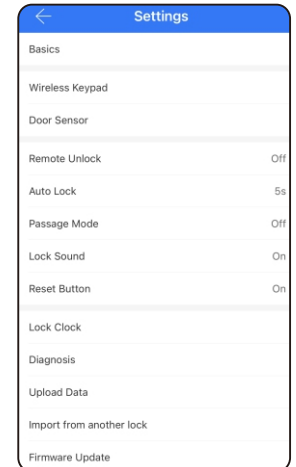 Settings
Basics
Wireless Keypad
Door Sensor
Remote Unlock Off
Auto Lock 5s
Passage Mode Off
Lock Sound On
Reset Button On
Lock Clock
Diagnosis
Upload Data
Import from another lock
Firmware Update